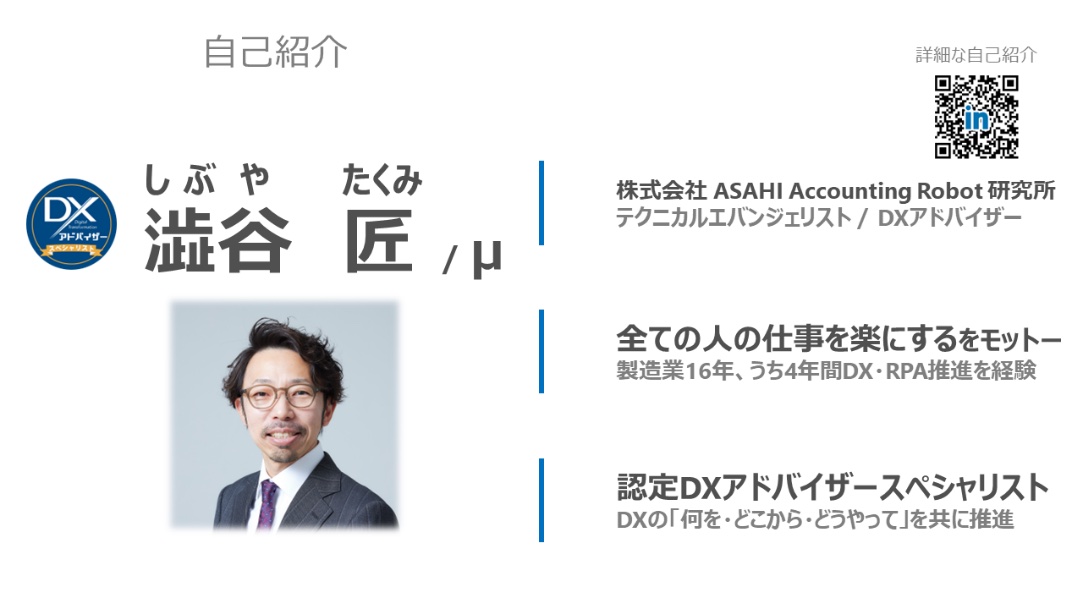 自己紹介
詳細な自己紹介
in
しぶや たくみ
澁谷 匠 / μ
DX
Digital
Transformation
アドバイザー
スペシャリスト
株式会社 ASAHI Accounting Robot 研究所
テクニカルエバンジェリスト / DXアドバイザー
全ての人の仕事を楽にするをモットー
製造業16年、うち4年間DX・RPA推進を経験
認定DXアドバイザースペシャリスト
DXの「何を・どこから・どうやって」を共に推進